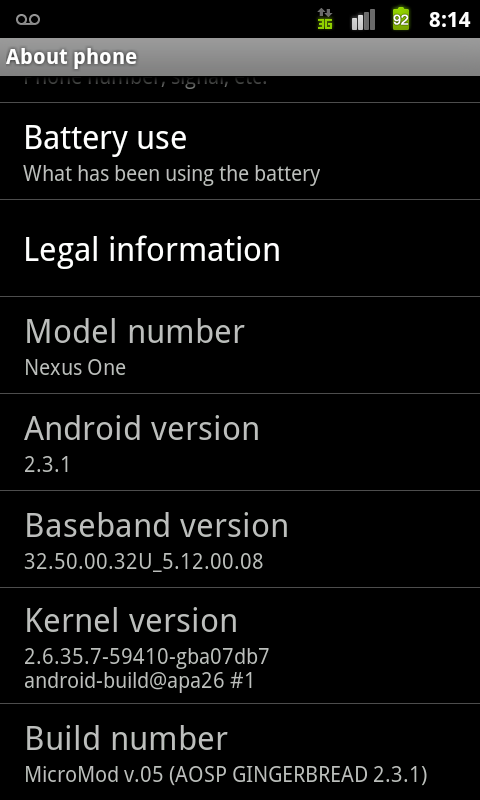 3G
92
8:14
About phone
Phone number, signal, etc.
Battery use
What has been using the battery
Legal information
Model number
Nexus One
Android version
2.3.1
Baseband version
32.50.00.32U_5.12.00.08
Kernel version
2.6.35.7-59410-gba07db7
android-build@apa26 #1
Build number
MicroMod v.05 (AOSP GINGERBREAD 2.3.1)